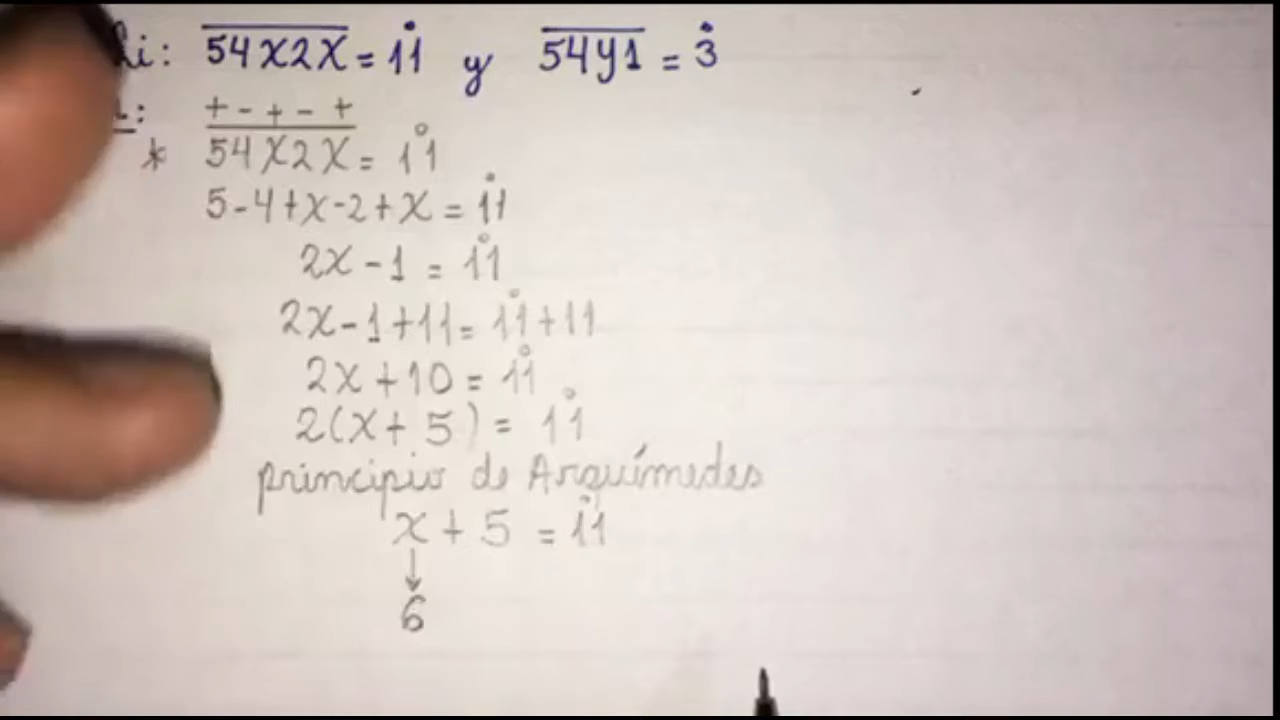 i: 54X2X = 11̊ y 54y1 = 3̊
:
+ - + - +
* 54X2X = 11̊
5-4+x-2+x = 11̊
2x - 1 = 11̊
2x-1+11= 11̊+11
2x + 10 = 11̊
2(x+ 5) = 11̊
principio de Arquímedes
x + 5 = 11̊
↓
6